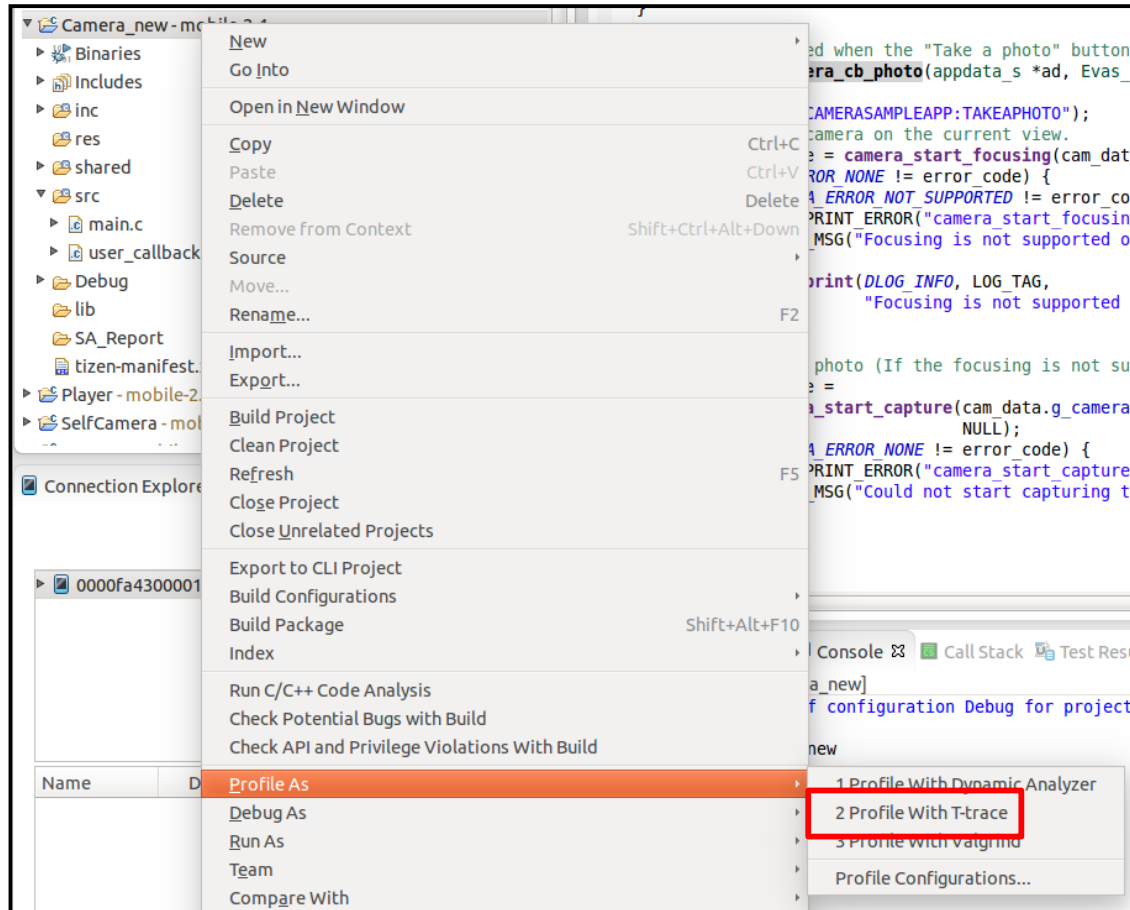 Camera_new - mobile-2.4
Binaries
Includes
inc
res
shared
src
main.c
user_callback
Debug
lib
SA_Report
tizen-manifest.
Player - mobile-2.
SelfCamera - mo
Connection Explore
0000fa4300001
Name D
New
Go Into
Open in New Window
Copy Ctrl+C
Paste Ctrl+V
Delete Delete
Remove from Context Shift+Ctrl+Alt+Down
Source
Move...
Rename... F2
Import...
Export...
Build Project
Clean Project
Refresh F5
Close Project
Close Unrelated Projects
Export to CLI Project
Build Configurations
Build Package Shift+Alt+F10
Index
Run C/C++ Code Analysis
Check Potential Bugs with Build
Check API and Privilege Violations With Build
Profile As
Debug As
Run As
Team
Compare With
1 Profile With Dynamic Analyzer
2 Profile With T-trace
3 Profile With Valgrind
Profile Configurations...
}
ed when the "Take a photo" button
era_cb_photo(appdata_s *ad, Evas_
CAMERASAMPLEAPP:TAKEAPHOTO");
camera on the current view.
e = camera_start_focusing(cam_dat
ROR_NONE != error_code) {
A_ERROR_NOT_SUPPORTED != error_co
PRINT_ERROR("camera_start_focusin
_MSG("Focusing is not supported o
print(DLOG_INFO, LOG_TAG,
"Focusing is not supported
photo (If the focusing is not su
e =
a_start_capture(cam_data.g_camera
NULL);
A_ERROR_NONE != error_code) {
PRINT_ERROR("camera_start_capture
_MSG("Could not start capturing t
Console Call Stack Test Resu
a_new]
f configuration Debug for project
new